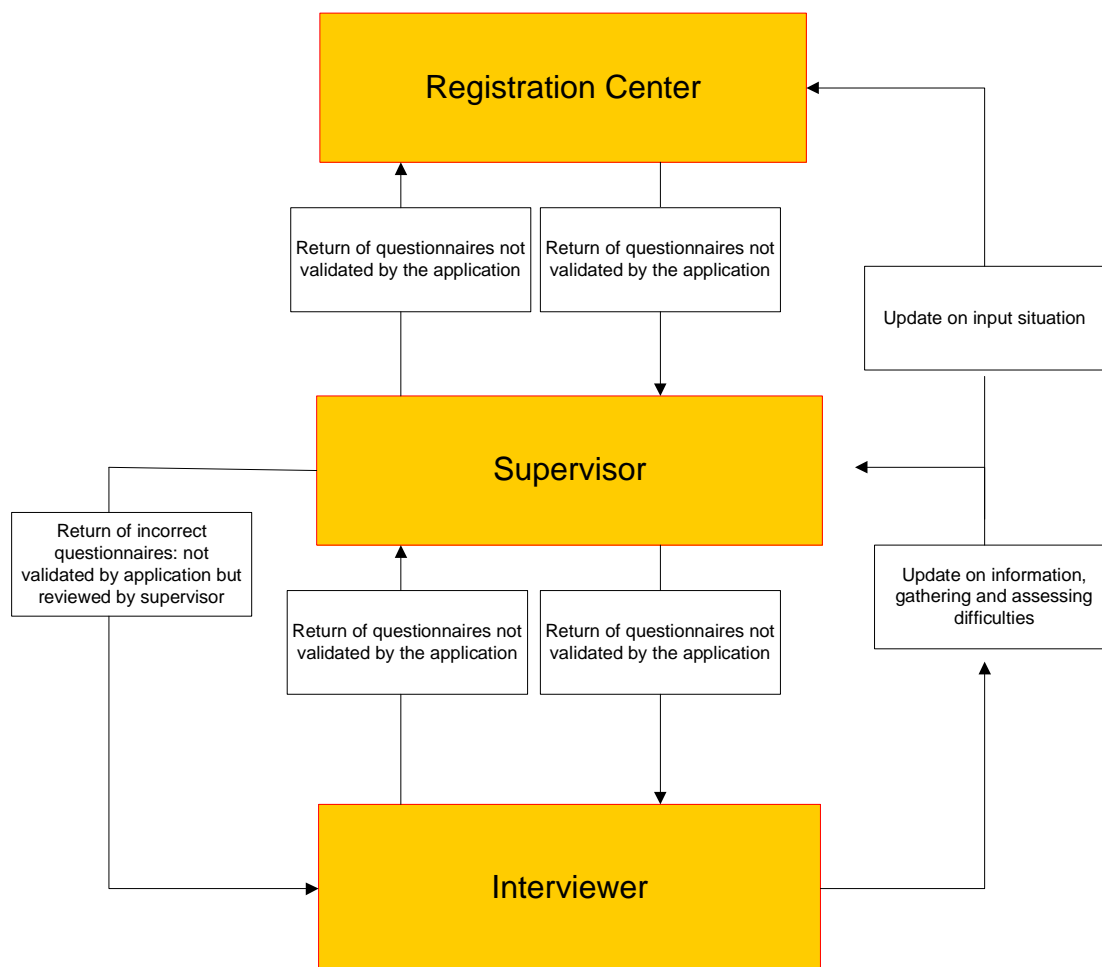 Registration Center
Return of questionnaires not
validated by the application
Return of questionnaires not
validated by the application
Update on input situation
Supervisor
Return of incorrect
questionnaires: not
validated by application but
reviewed by supervisor
Return of questionnaires not
validated by the application
Return of questionnaires not
validated by the application
Update on information,
gathering and assessing
difficulties
Interviewer